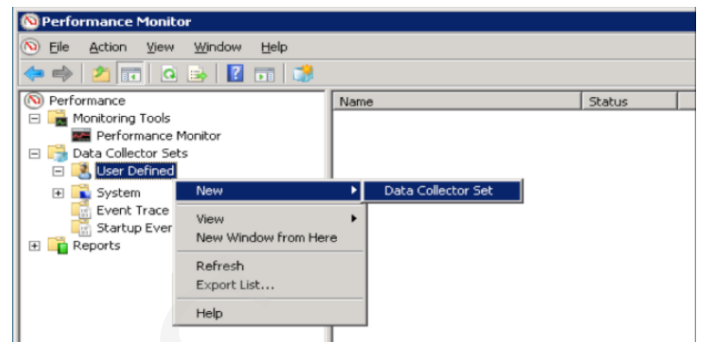 Performance Monitor
File Action View Window Help
Performance
Monitoring Tools
Performance Monitor
Data Collector Sets
User Defined
System
Event Trace
Startup Ever
Reports
Name Status
New
View
New Window from Here
Refresh
Export List...
Help
Data Collector Set